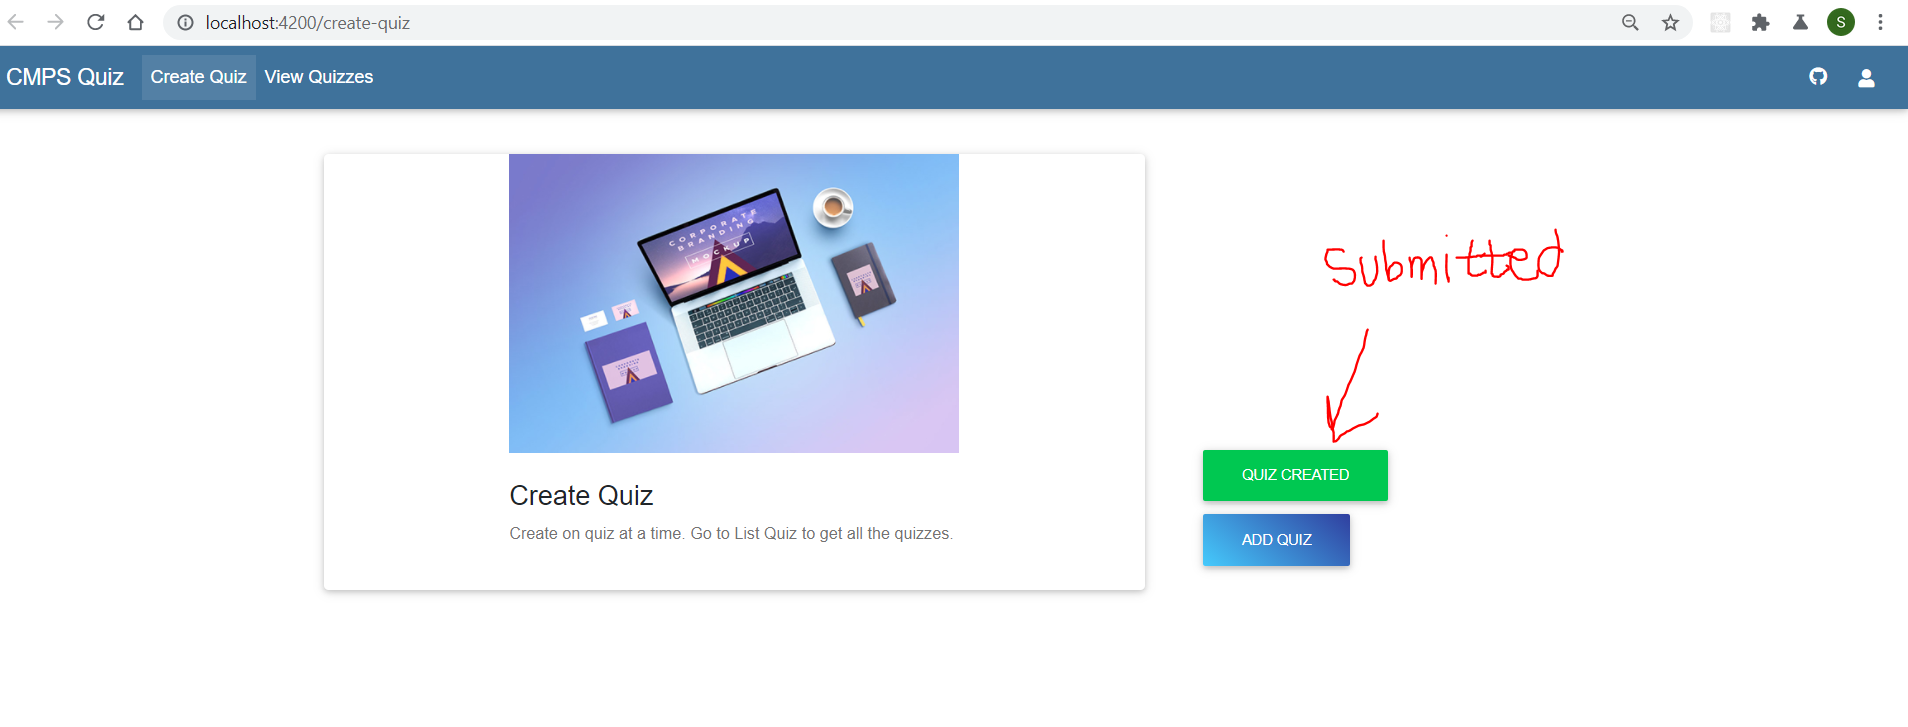 localhost:4200/create-quiz
S
CMPS Quiz Create Quiz View Quizzes
CORPORATE
BRANDING
MOCKUP
Submitted
QUIZ CREATED
Create Quiz
Create on quiz at a time. Go to List Quiz to get all the quizzes.
ADD QUIZ